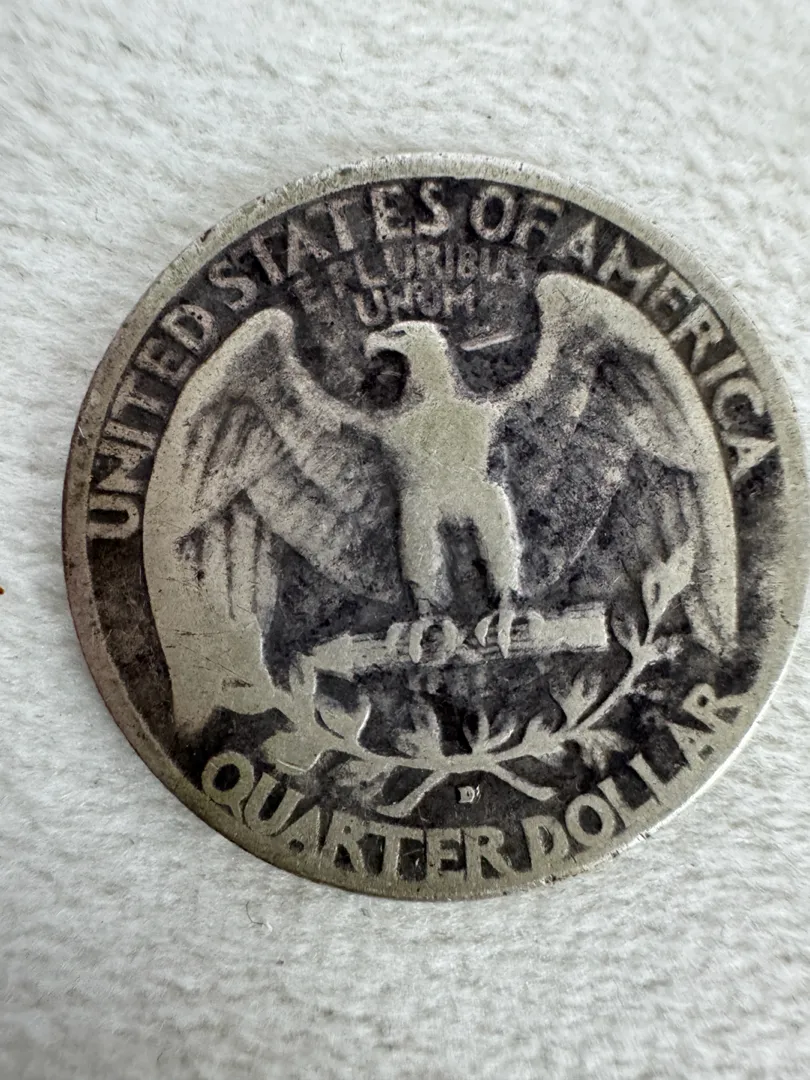 UNITED STATES OF AMERICA
E PLURIBUS
UNUM
D
QUARTER DOLLAR